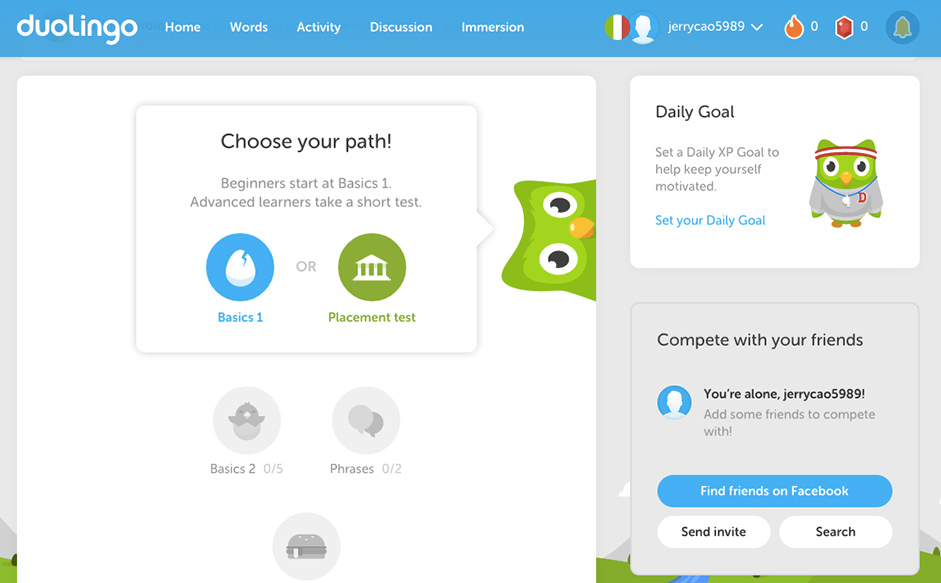 duolingo
Home
Words
Activity
Discussion
Immersion
jerrycao5989
0
0
Choose your path!
Beginners start at Basics 1.
Advanced learners take a short test.
OR
Basics 1
Placement test
Basics 2 0/5
Phrases 0/2
Daily Goal
Set a Daily XP Goal to
help keep yourself
motivated.
Set your Daily Goal
D
Compete with your friends
You're alone, jerrycao5989!
Add some friends to compete
with!
Find friends on Facebook
Send invite
Search